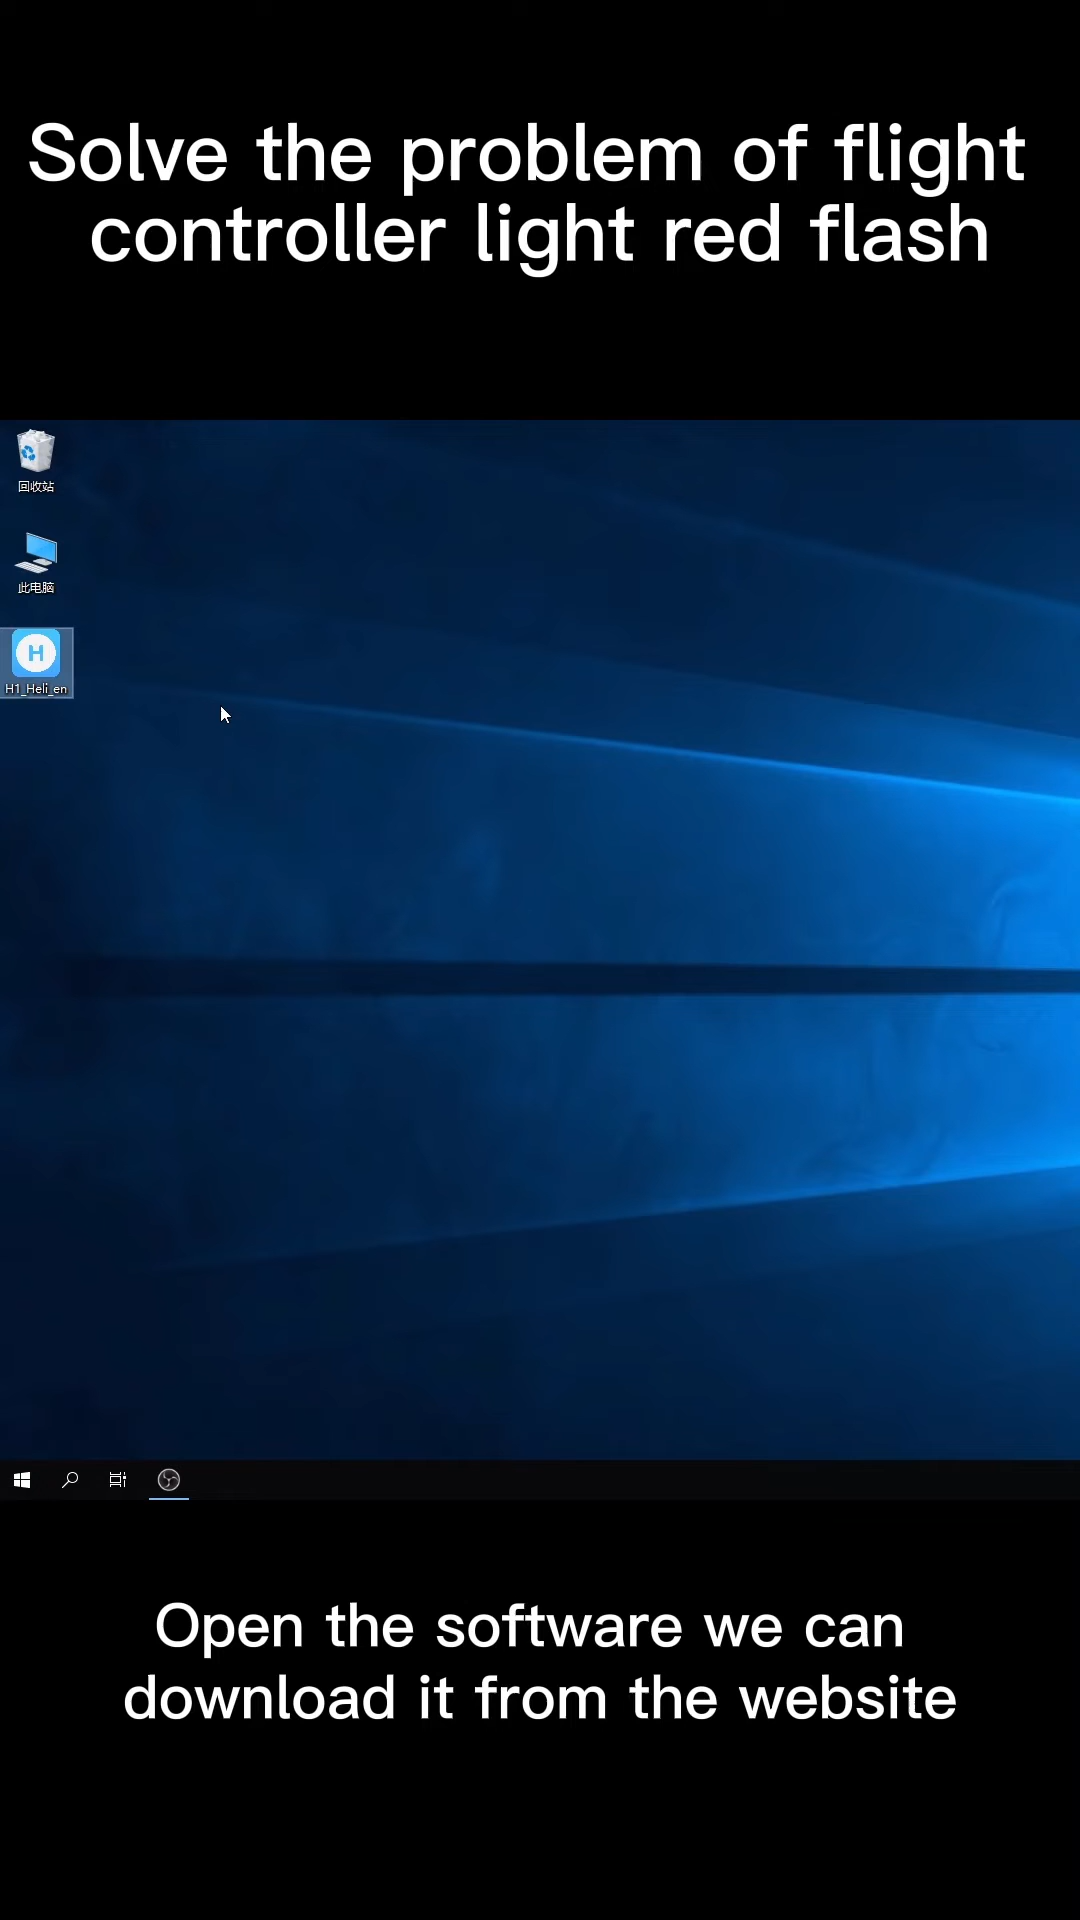 Solve the problem of flight
controller light red flash
回收站
此电脑
H
H1_Heli_en
Open the software we can
download it from the website